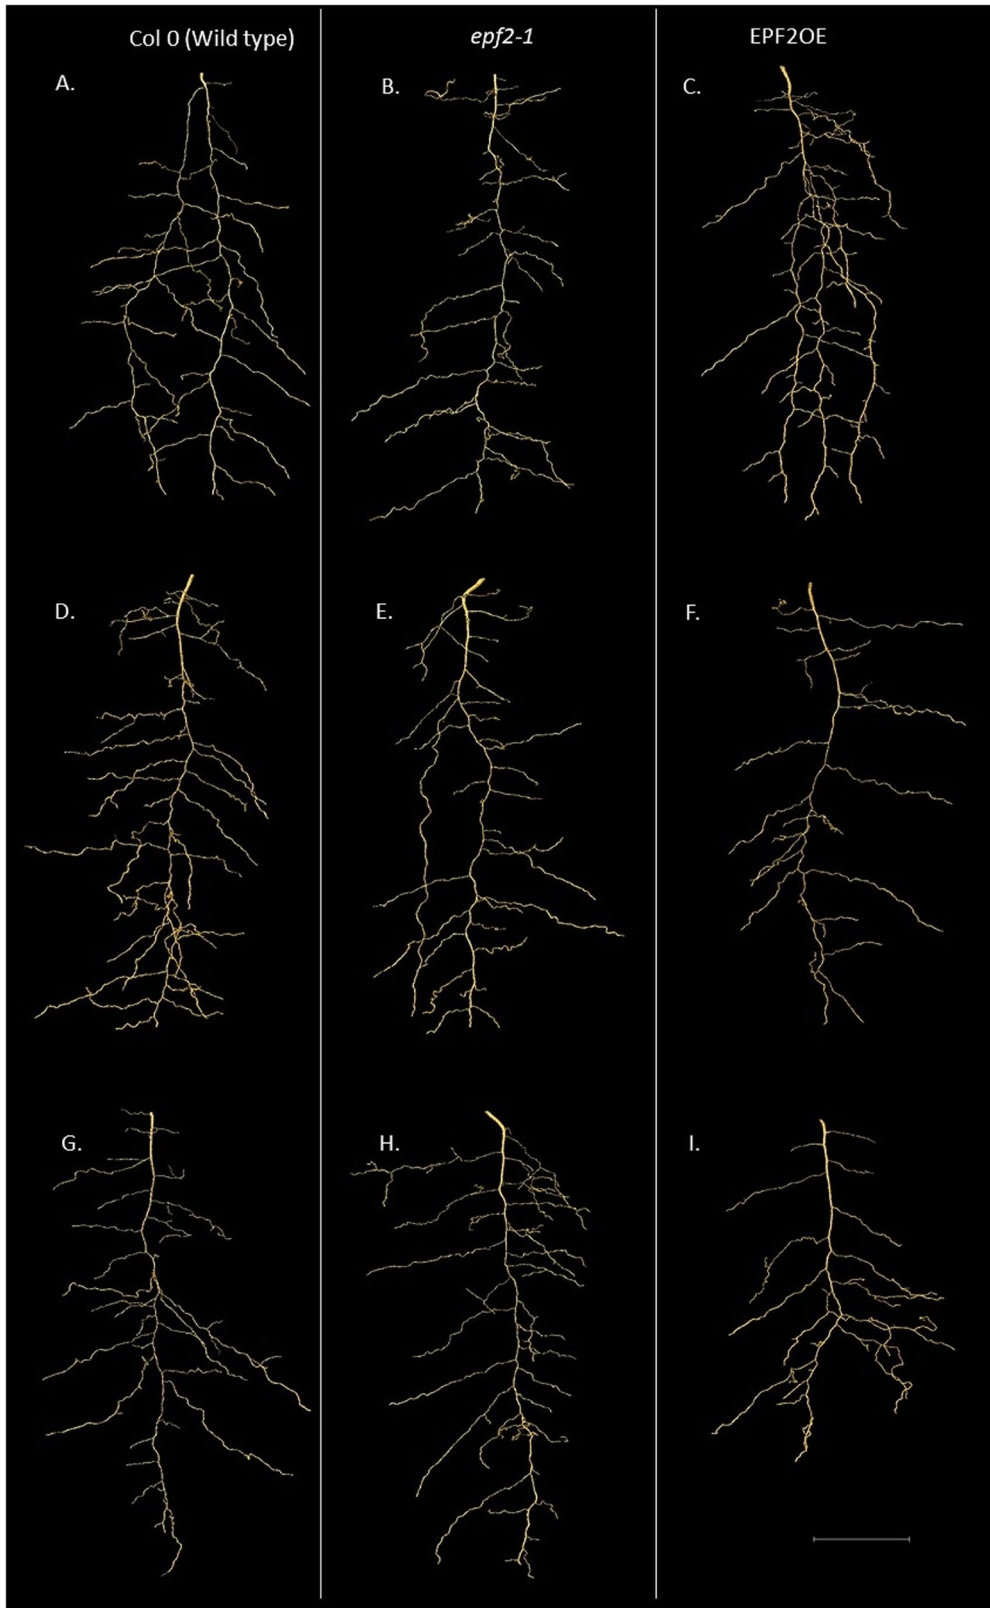 Col 0 (Wild type)
epf2-1
EPF2OE
A.
B.
C.
D.
E.
F.
G.
H.
I.